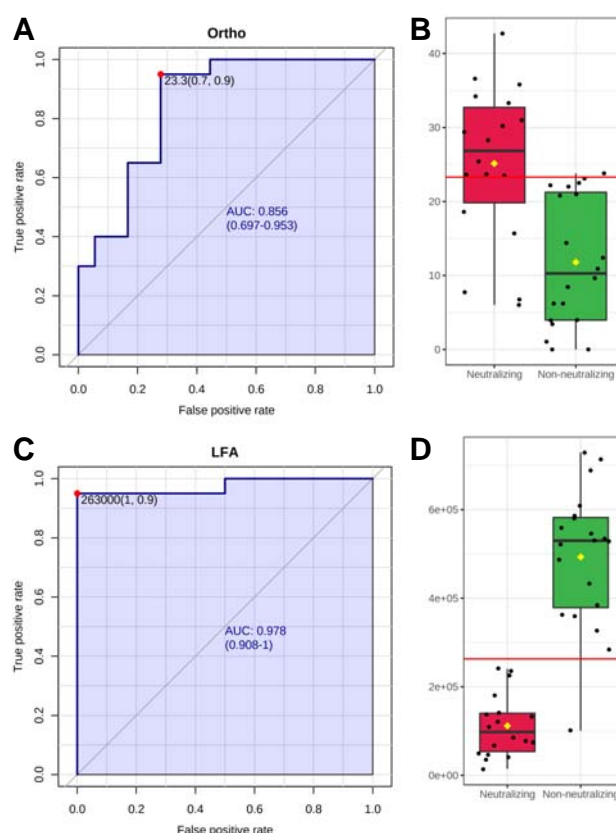 A
Ortho
True positive rate
1.0
0.8
0.6
0.4
0.2
0.0
23.3(0.7, 0.9)
AUC: 0.856
(0.697-0.953)
0.0 0.2 0.4 0.6 0.8 1.0
False positive rate
B
40
30
20
10
0
Neutralizing Non-neutralizing
C
LFA
True positive rate
1.0
0.8
0.6
0.4
0.2
0.0
263000(1, 0.9)
AUC: 0.978
(0.908-1)
0.0 0.2 0.4 0.6 0.8 1.0
False positive rate
D
6e+05
4e+05
2e+05
0e+00
Neutralizing Non-neutralizing